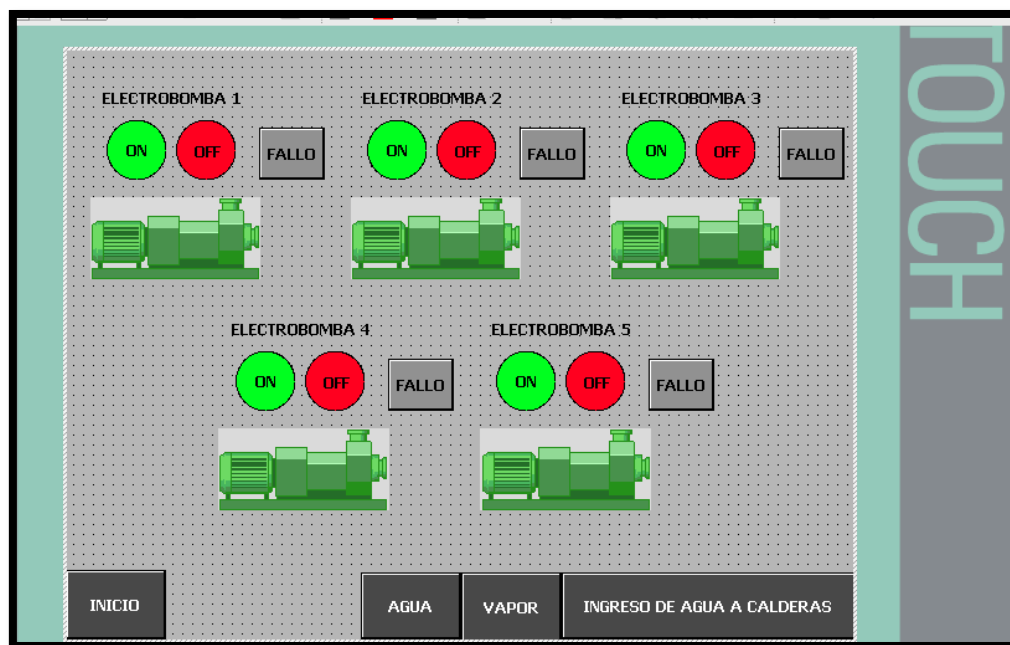 ELECTROBOMBA 1 ELECTROBOMBA 2 ELECTROBOMBA 3
ON OFF FALLO ON OFF FALLO ON OFF FALLO
ELECTROBOMBA 4 ELECTROBOMBA 5
ON OFF FALLO ON OFF FALLO
INICIO AGUA VAPOR INGRESO DE AGUA A CALDERAS
TOUCH